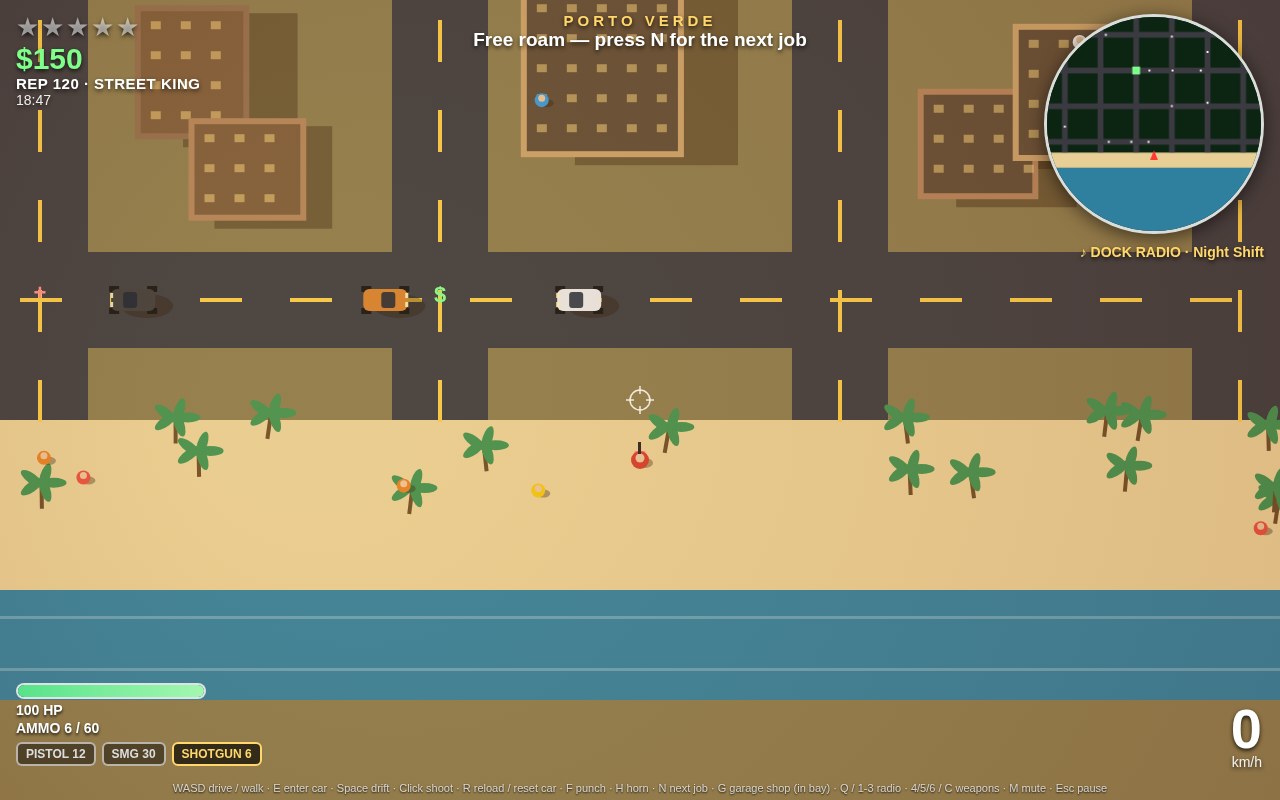 ★★★★★
$150
REP 120 · STREET KING
18:47
PORTO VERDE
Free roam — press N for the next job
♪ DOCK RADIO · Night Shift
$
100 HP
AMMO 6 / 60
PISTOL 12
SMG 30
SHOTGUN 6
0
km/h
WASD drive / walk · E enter car · Space drift · Click shoot · R reload / reset car · F punch · H horn · N next job · G garage shop (in bay) · Q / 1-3 radio · 4/5/6 / C weapons · M mute · Esc pause